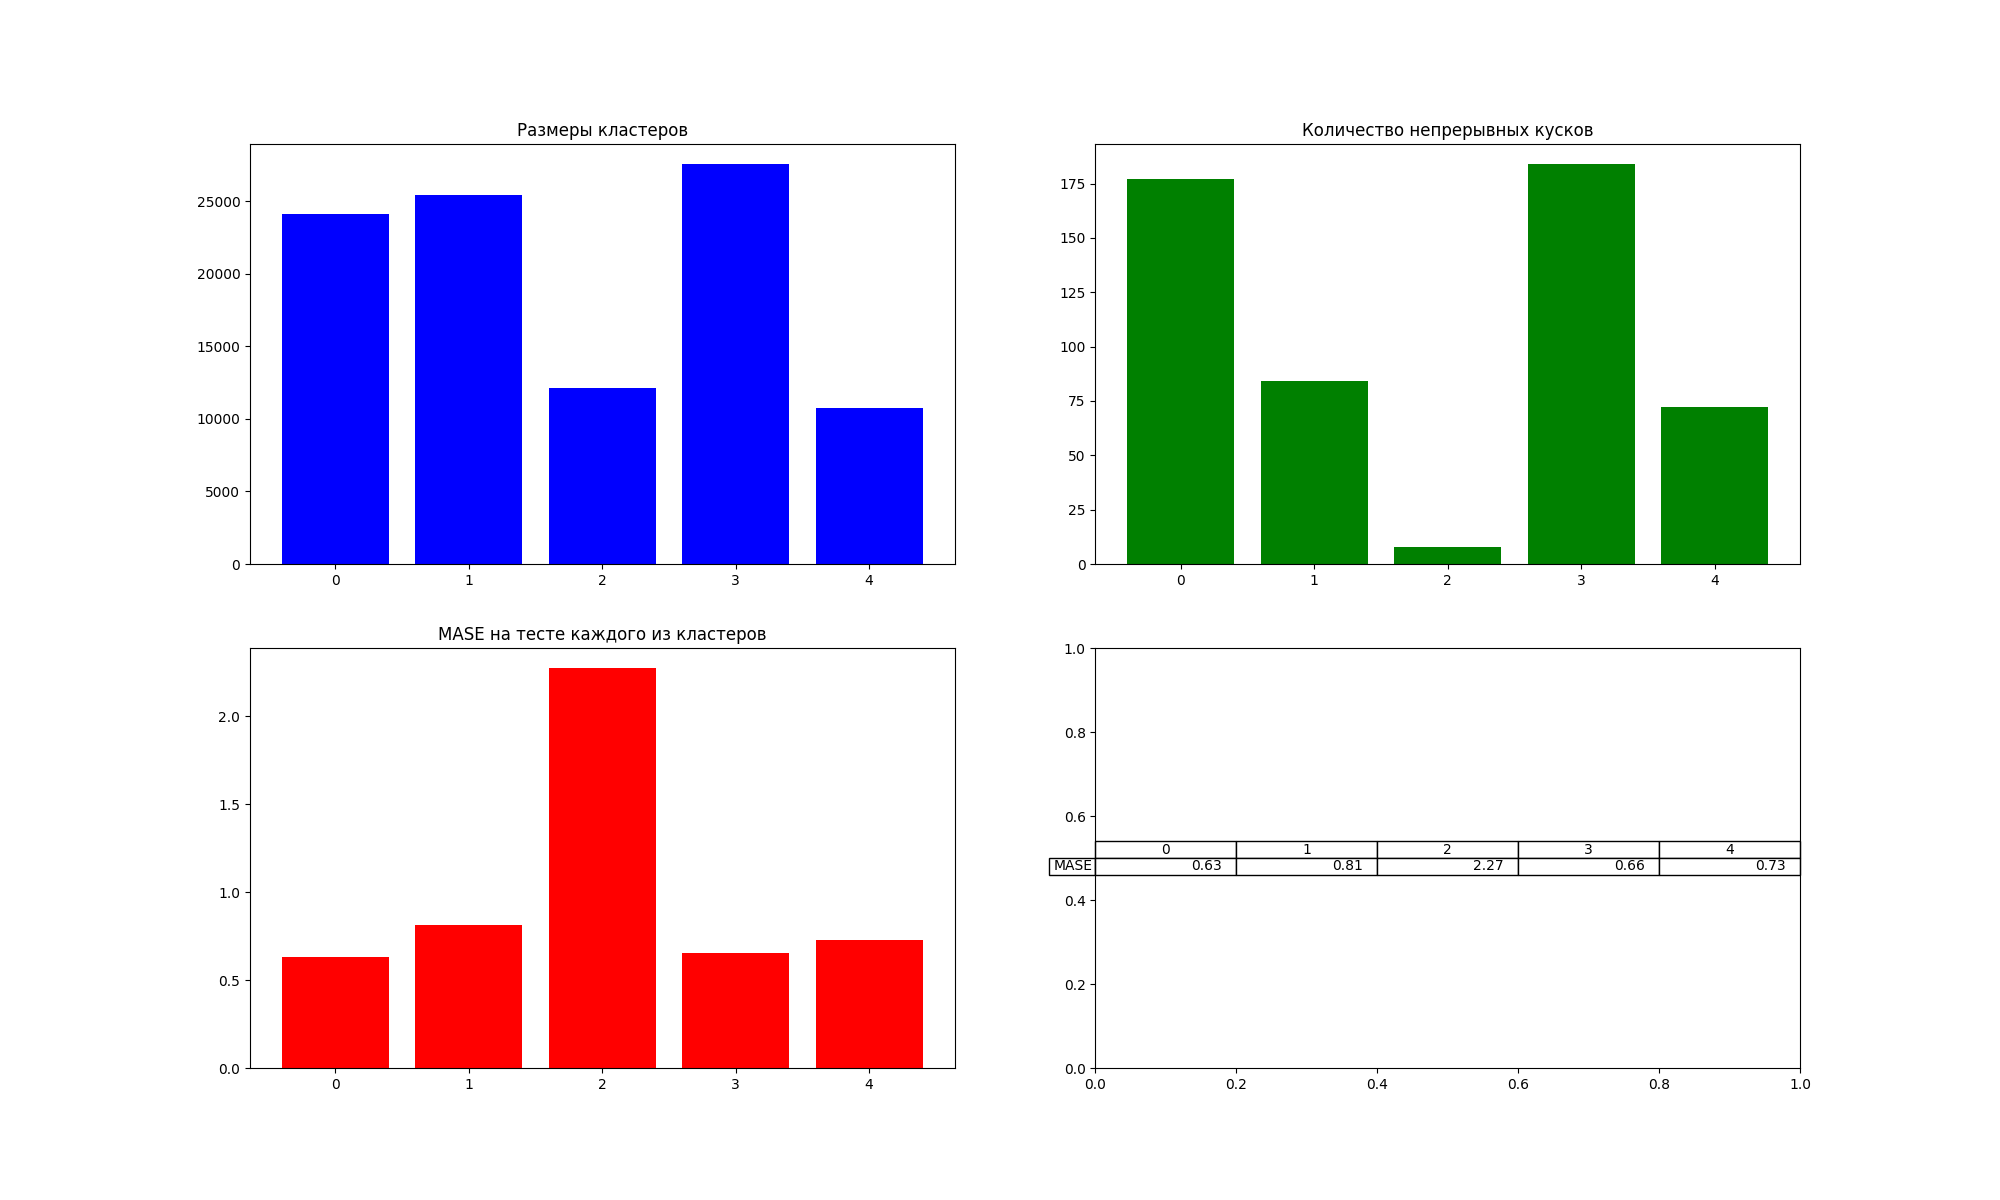 Размеры кластеров
25000
20000
15000
10000
5000
0
0 1 2 3 4
Количество непрерывных кусков
175
150
125
100
75
50
25
0
0 1 2 3 4
MASE на тесте каждого из кластеров
2.0
1.5
1.0
0.5
0.0
0 1 2 3 4
1.0
0.8
0.6
0 1 2 3 4
MASE 0.63 0.81 2.27 0.66 0.73
0.4
0.2
0.0
0.0 0.2 0.4 0.6 0.8 1.0